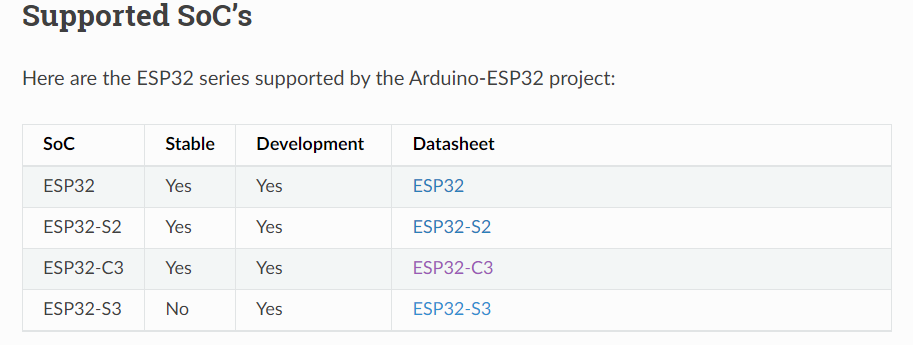 Supported SoC’s
Here are the ESP32 series supported by the Arduino-ESP32 project:
SoC Stable Development Datasheet
ESP32 Yes Yes ESP32
ESP32-S2 Yes Yes ESP32-S2
ESP32-C3 Yes Yes ESP32-C3
ESP32-S3 No Yes ESP32-S3